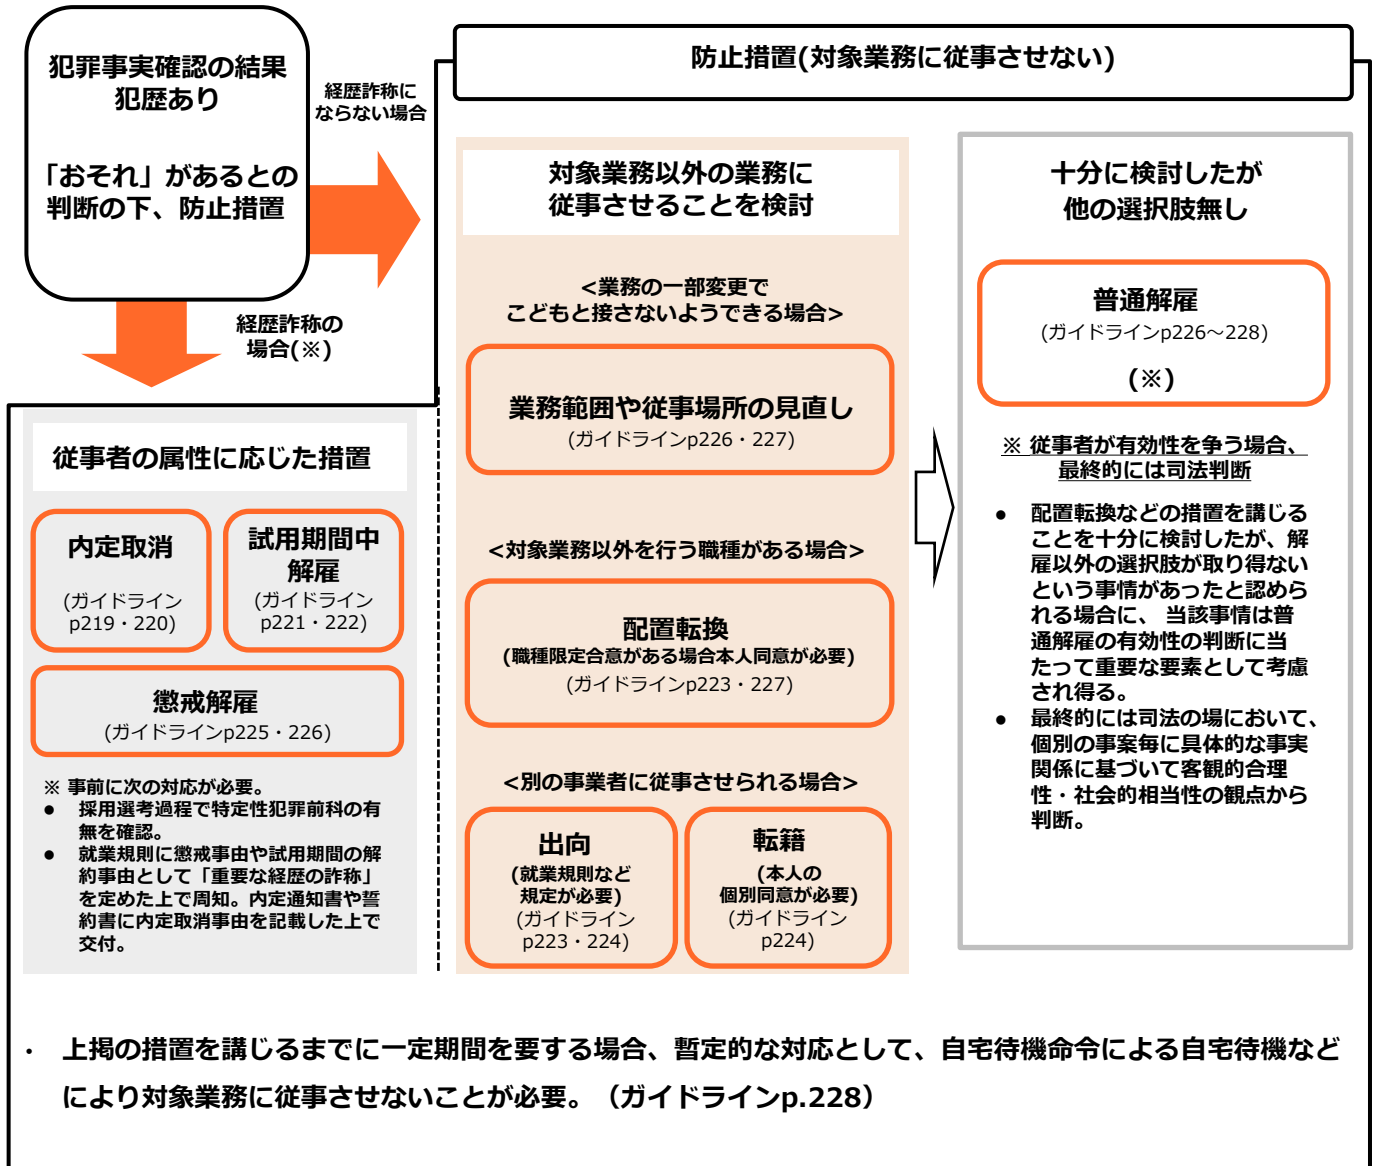 犯罪事実確認の結果
犯歴あり
「おそれ」があるとの
判断の下、防止措置
経歴詐称に
ならない場合
経歴詐称の
場合(※)
防止措置(対象業務に従事させない)
従事者の属性に応じた措置
内定取消
(ガイドライン
p219・220)
試用期間中
解雇
(ガイドライン
p221・222)
懲戒解雇
(ガイドラインp225・226)
※ 事前に次の対応が必要。
● 採用選考過程で特定性犯罪前科の有
無を確認。
● 就業規則に懲戒事由や試用期間の解
約事由として「重要な経歴の詐称」
を定めた上で周知。内定通知書や誓
約書に内定取消事由を記載した上で
交付。
対象業務以外の業務に
従事させることを検討
<業務の一部変更で
こどもと接さないようできる場合>
業務範囲や従事場所の見直し
(ガイドラインp226・227)
<対象業務以外を行う職種がある場合>
配置転換
(職種限定合意がある場合本人同意が必要)
(ガイドラインp223・227)
<別の事業者に従事させられる場合>
出向
(就業規則など
規定が必要)
(ガイドライン
p223・224)
転籍
(本人の
個別同意が必要)
(ガイドライン
p224)
十分に検討したが
他の選択肢無し
普通解雇
(ガイドラインp226～228)
(※)
※ 従事者が有効性を争う場合、
最終的には司法判断
● 配置転換などの措置を講じる
ことを十分に検討したが、解
雇以外の選択肢が取り得ない
という事情があったと認めら
れる場合に、 当該事情は普
通解雇の有効性の判断に当
たって重要な要素として考慮
され得る。
● 最終的には司法の場において、
個別の事案毎に具体的な事実
関係に基づいて客観的合理
性・社会的相当性の観点から
判断。
・ 上掲の措置を講じるまでに一定期間を要する場合、暫定的な対応として、自宅待機命令による自宅待機など
により対象業務に従事させないことが必要。（ガイドラインp.228）